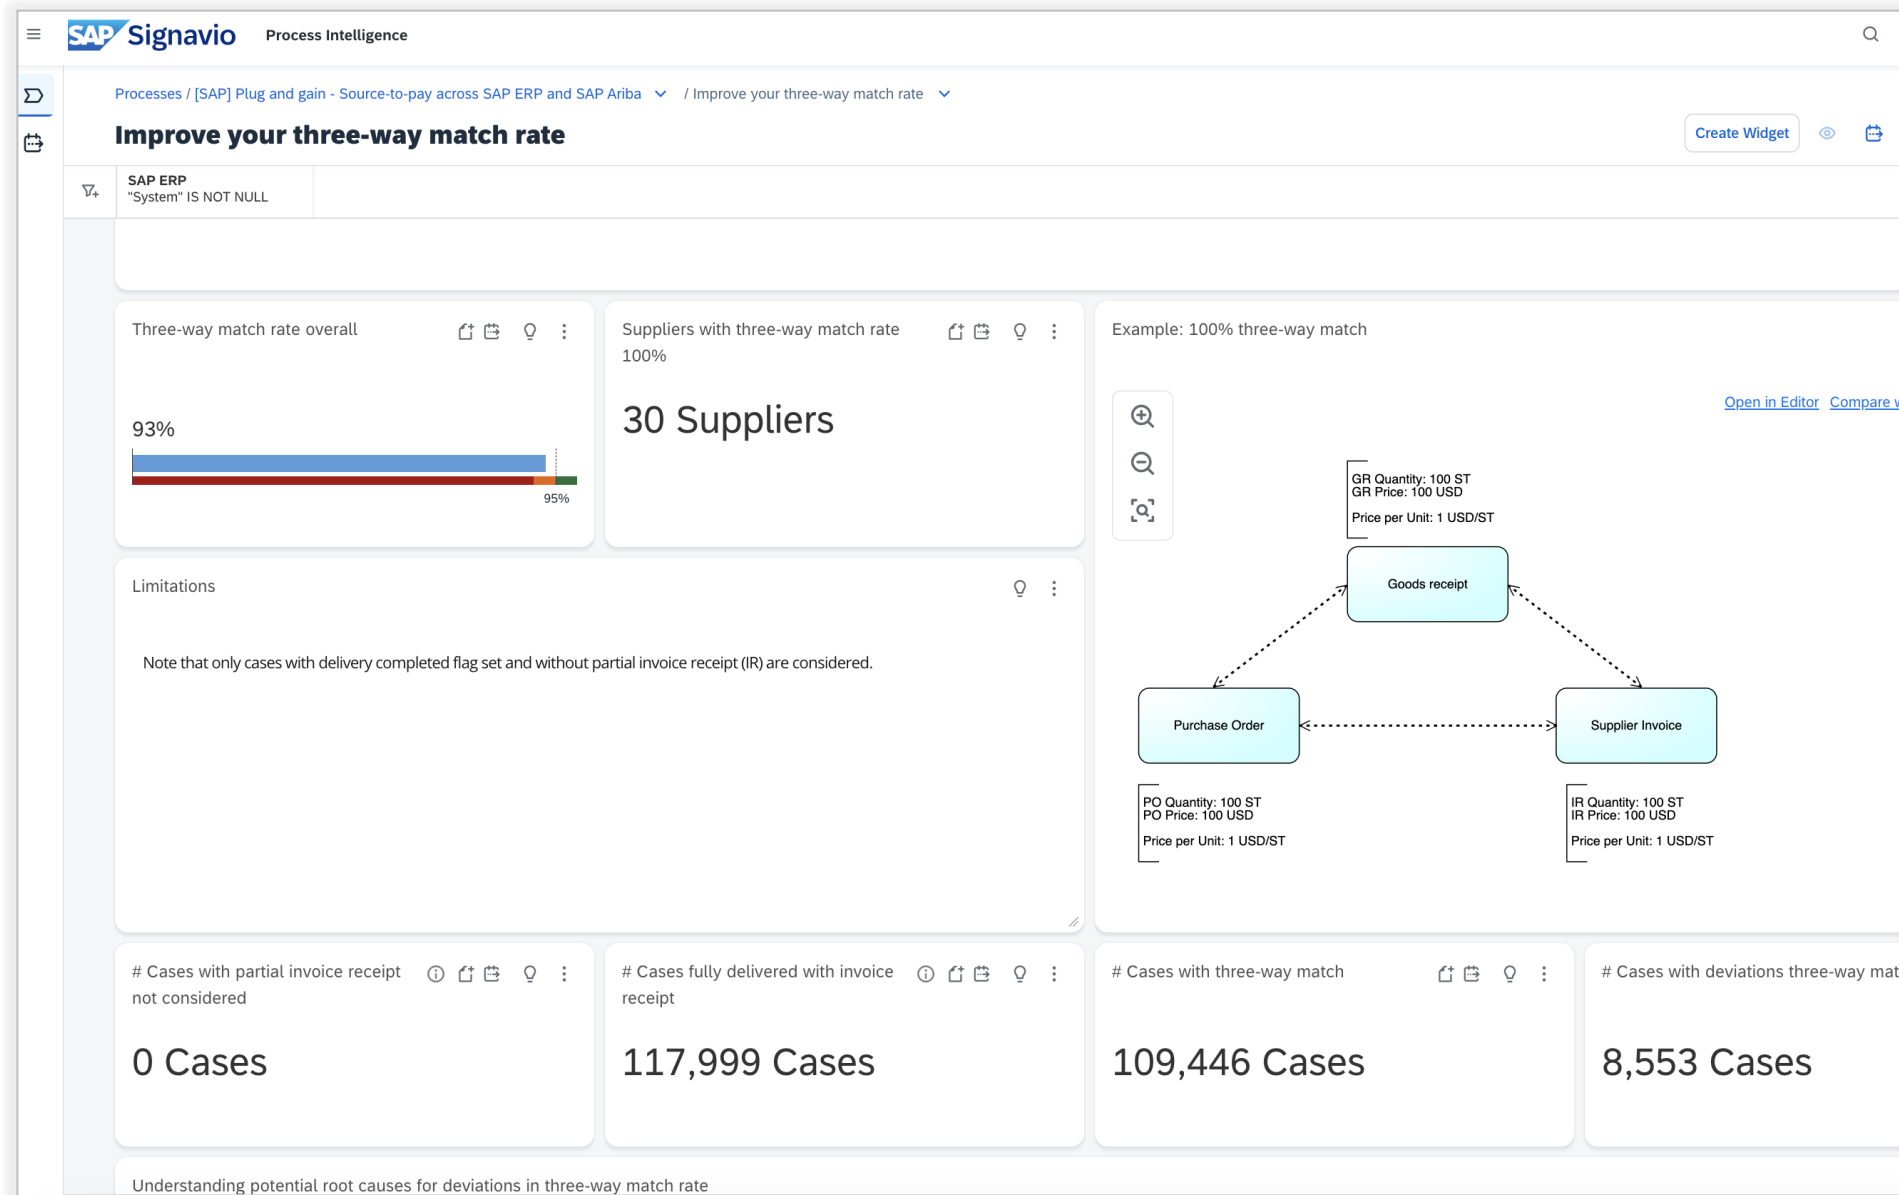 SAP Signavio Process Intelligence
Processes / [SAP] Plug and gain - Source-to-pay across SAP ERP and SAP Ariba / Improve your three-way match rate
Improve your three-way match rate
Create Widget
SAP ERP
"System" IS NOT NULL
Three-way match rate overall
93%
95%
Suppliers with three-way match rate
100%
30 Suppliers
Example: 100% three-way match
Open in Editor Compare w
GR Quantity: 100 ST
GR Price: 100 USD
Price per Unit: 1 USD/ST
Goods receipt
Purchase Order
Supplier Invoice
PO Quantity: 100 ST
PO Price: 100 USD
Price per Unit: 1 USD/ST
IR Quantity: 100 ST
IR Price: 100 USD
Price per Unit: 1 USD/ST
Limitations
Note that only cases with delivery completed flag set and without partial invoice receipt (IR) are considered.
# Cases with partial invoice receipt
not considered
0 Cases
# Cases fully delivered with invoice
receipt
117,999 Cases
# Cases with three-way match
109,446 Cases
# Cases with deviations three-way mat
8,553 Cases
Understanding potential root causes for deviations in three-way match rate